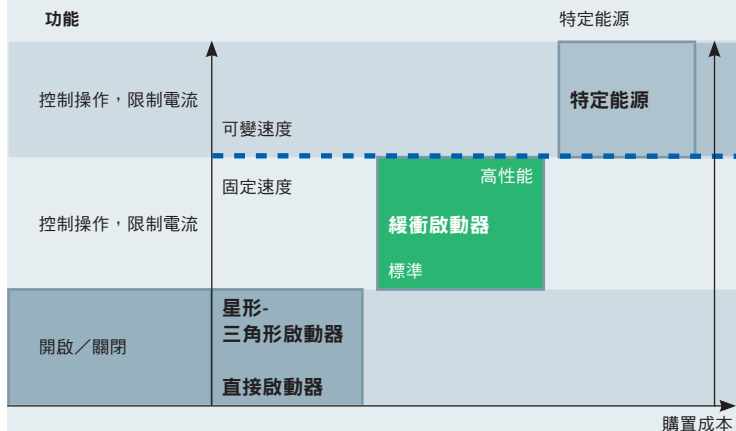 功能
特定能源
控制操作，限制電流
特定能源
可變速度
固定速度
高性能
控制操作，限制電流
緩衝啟動器
標準
星形-
三角形啟動器
開啟／關閉
直接啟動器
購置成本